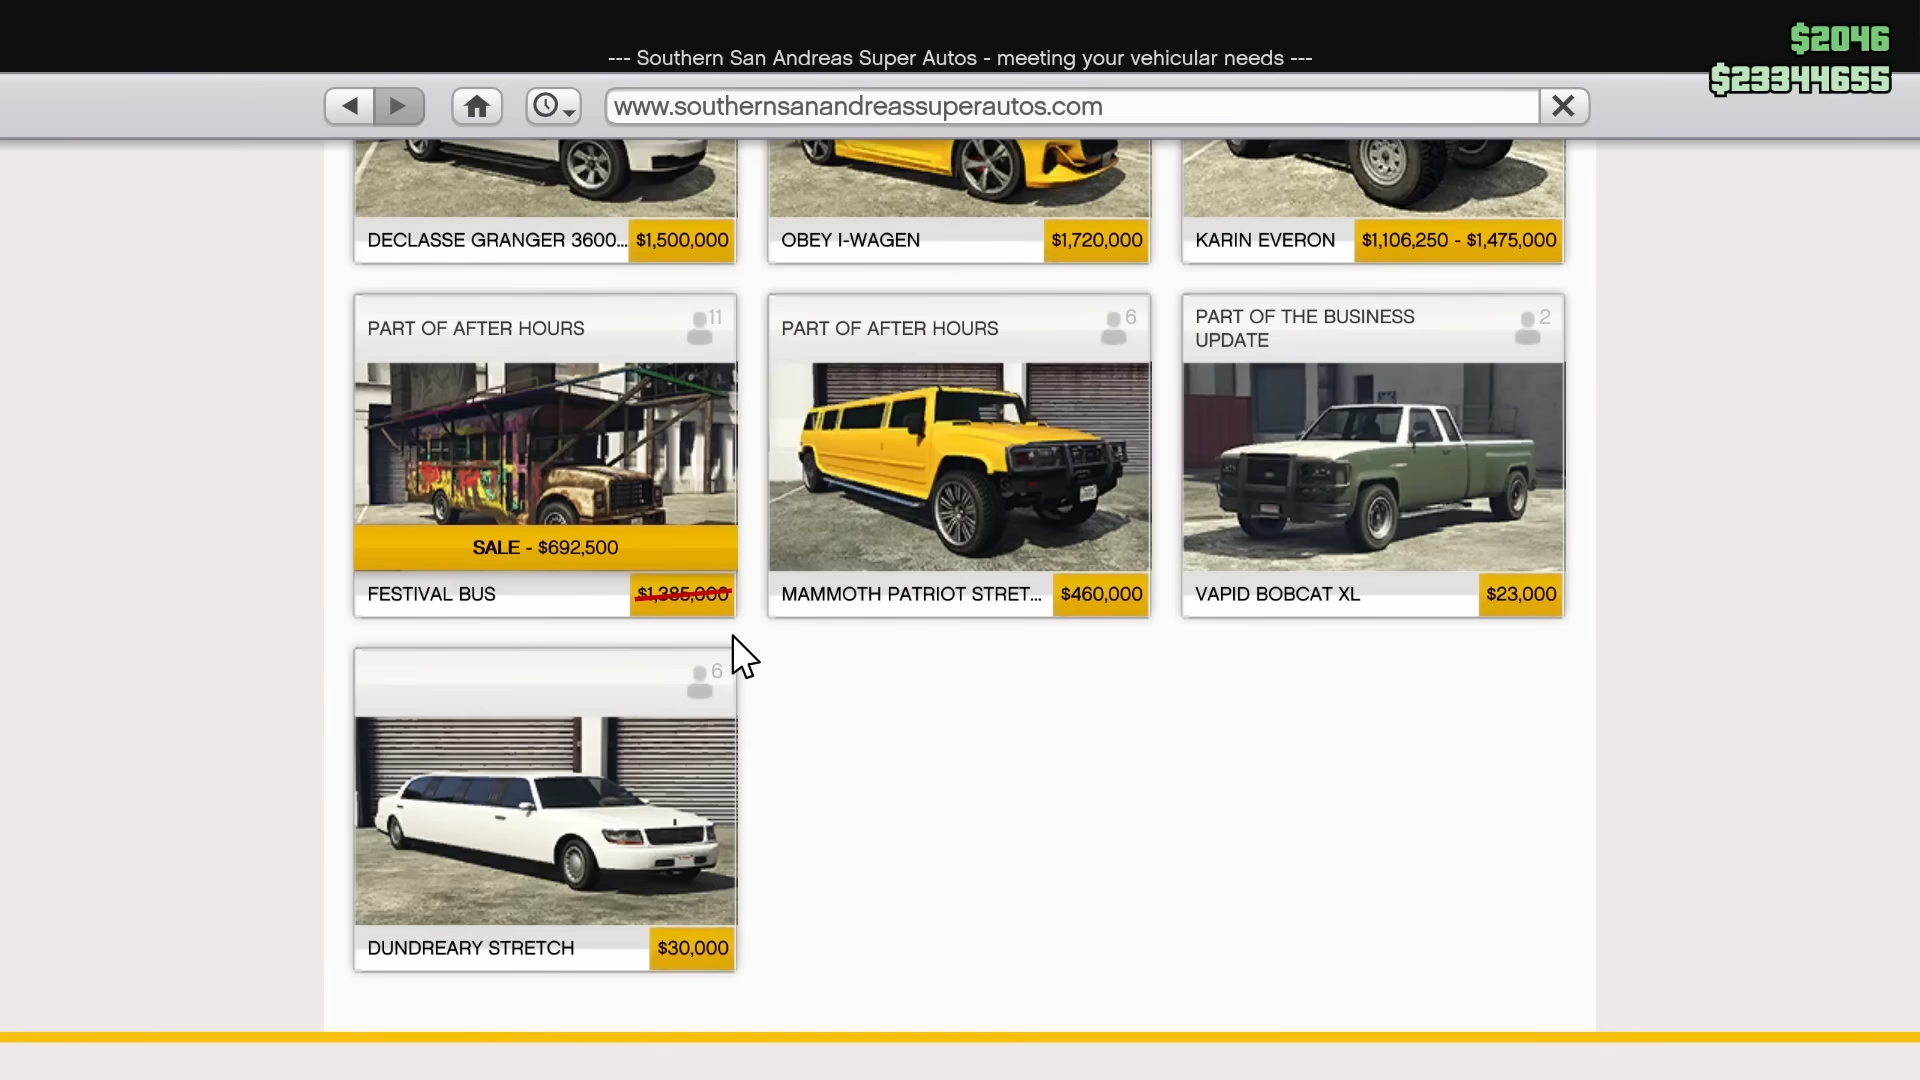 --- Southern San Andreas Super Autos - meeting your vehicular needs ---
$2046
$23344655
www.southernsanandreassuperautos.com
DECLASSE GRANGER 3600...
$1,500,000
OBEY I-WAGEN
$1,720,000
KARIN EVERON
$1,106,250 - $1,475,000
PART OF AFTER HOURS
11
SALE - $692,500
FESTIVAL BUS
$1,385,000
PART OF AFTER HOURS
6
MAMMOTH PATRIOT STRET...
$460,000
PART OF THE BUSINESS
UPDATE
2
VAPID BOBCAT XL
$23,000
6
DUNDREARY STRETCH
$30,000